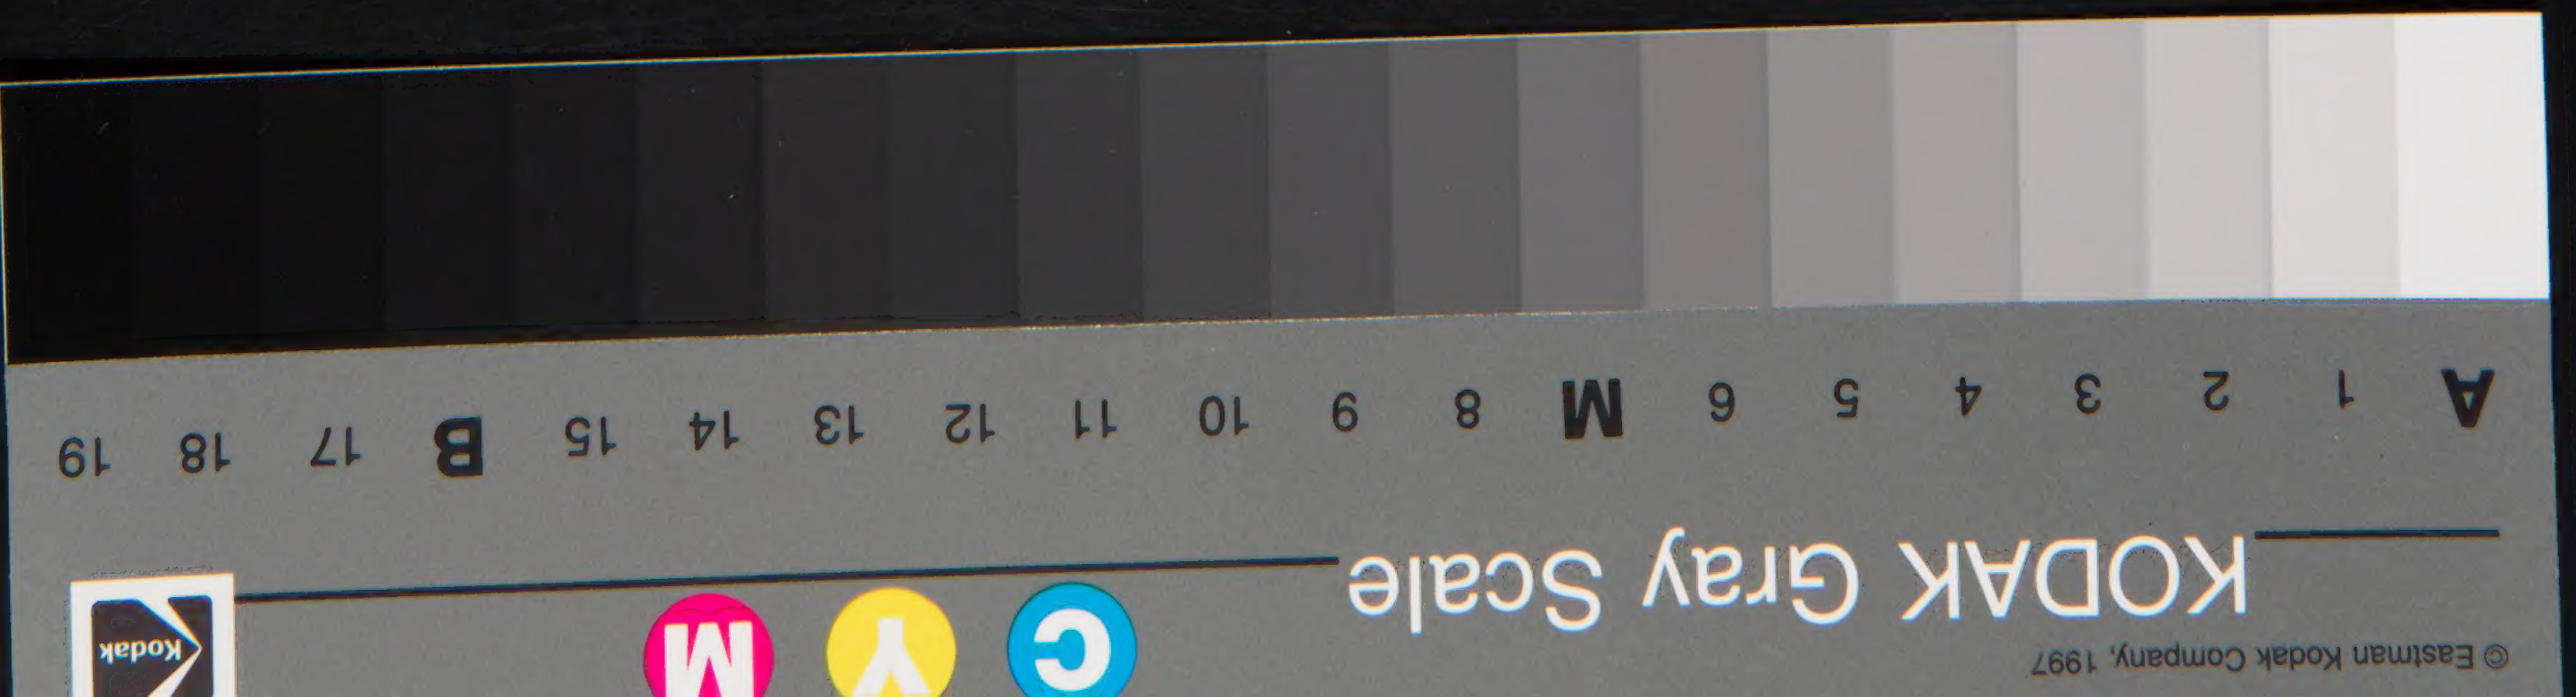 © Eastman Kodak Company, 1997
KODAK Gray Scale
C Y M
Kodak
A 1 2 3 4 5 6 M 8 9 10 11 12 13 14 15 B 17 18 19